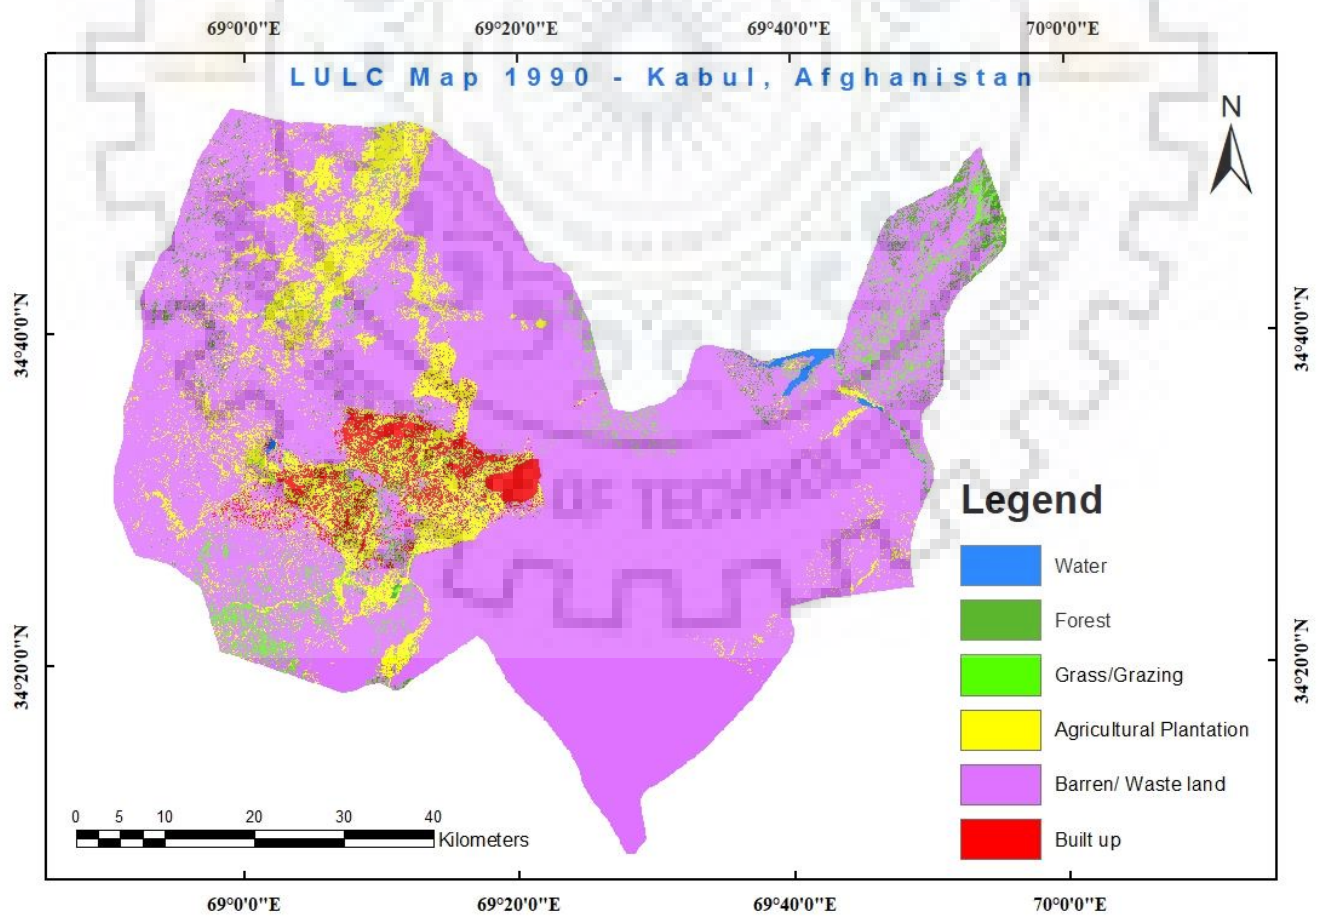 69°0'0"E 69°20'0"E 69°40'0"E 70°0'0"E
LULC Map 1990 - Kabul, Afghanistan
N
34°40'0"N 34°40'0"N
OF TECHNOLOGY
Legend
Water
Forest
Grass/Grazing
Agricultural Plantation
Barren/ Waste land
Built up
34°20'0"N 34°20'0"N
0 5 10 20 30 40
Kilometers
69°0'0"E 69°20'0"E 69°40'0"E 70°0'0"E